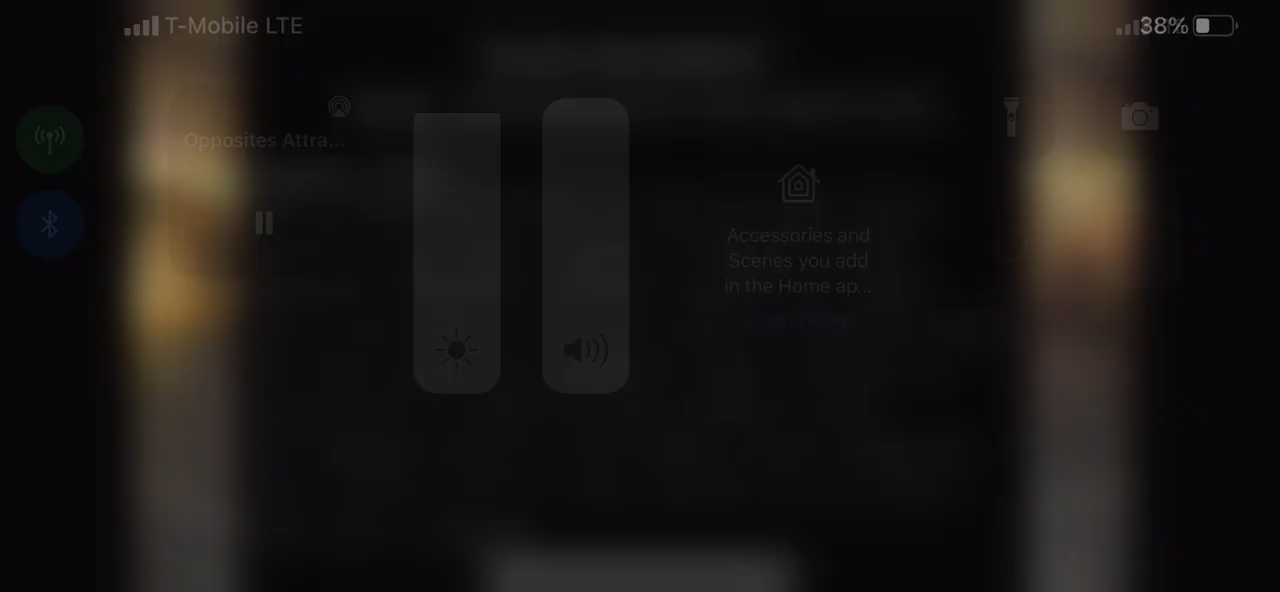 T-Mobile LTE
38%
Opposites Attra...
Accessories and
Scenes you add
in the Home ap...